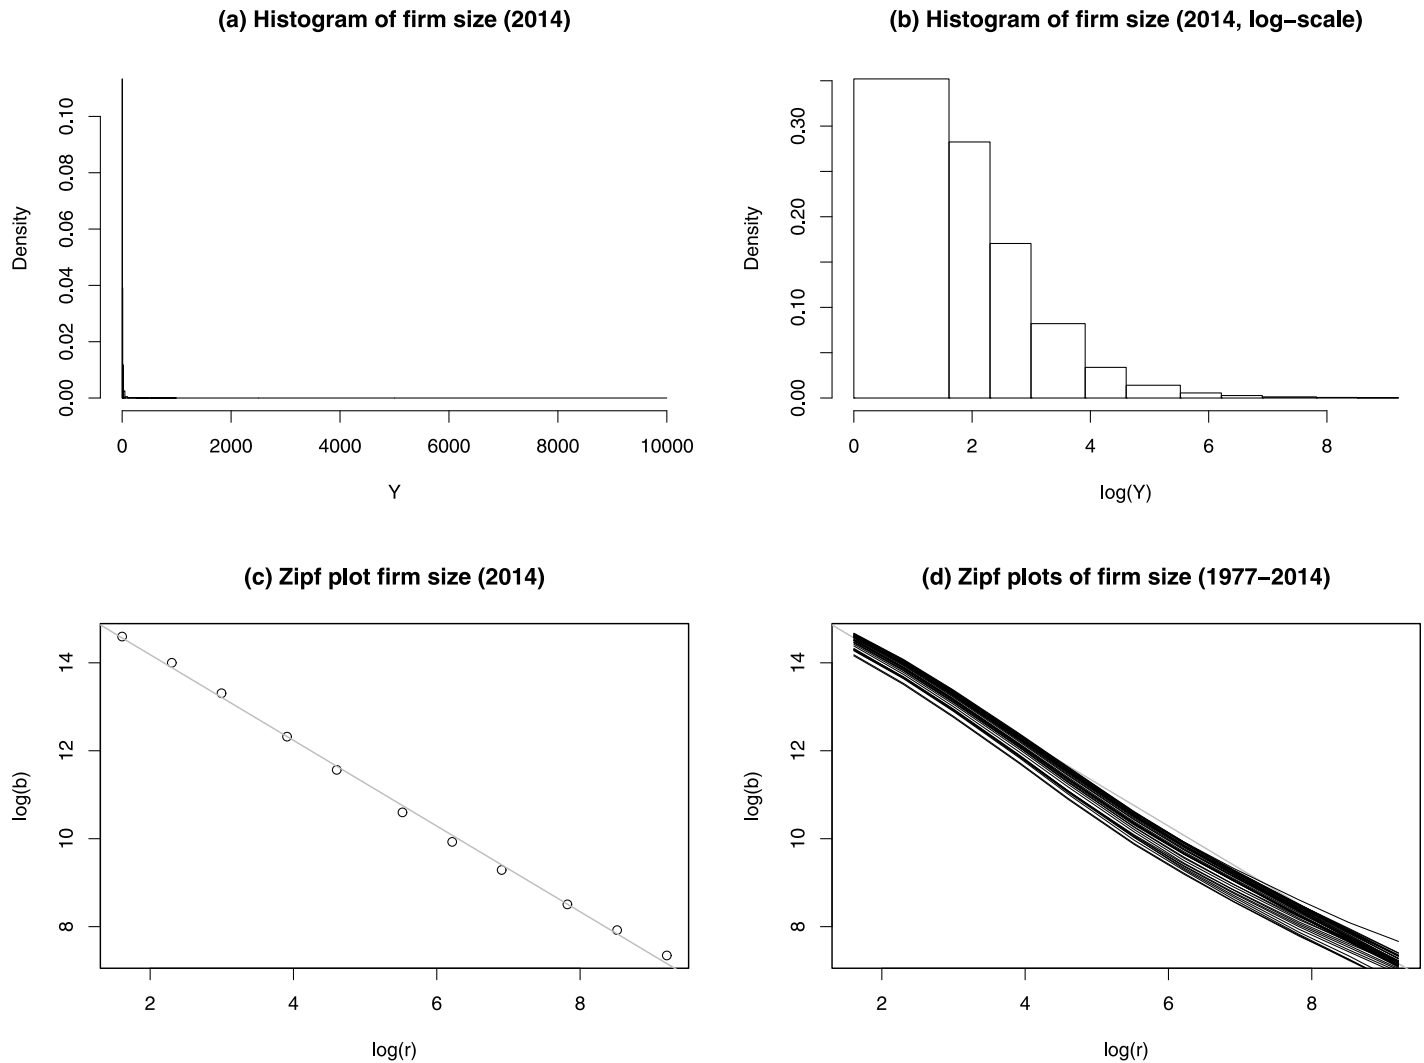 (a) Histogram of firm size (2014)
Density
0.00 0.02 0.04 0.06 0.08 0.10
0 2000 4000 6000 8000 10000
Y
(b) Histogram of firm size (2014, log−scale)
Density
0.00 0.10 0.20 0.30
0 2 4 6 8
log(Y)
(c) Zipf plot firm size (2014)
log(b)
8 10 12 14
2 4 6 8
log(r)
(d) Zipf plots of firm size (1977−2014)
log(b)
8 10 12 14
2 4 6 8
log(r)